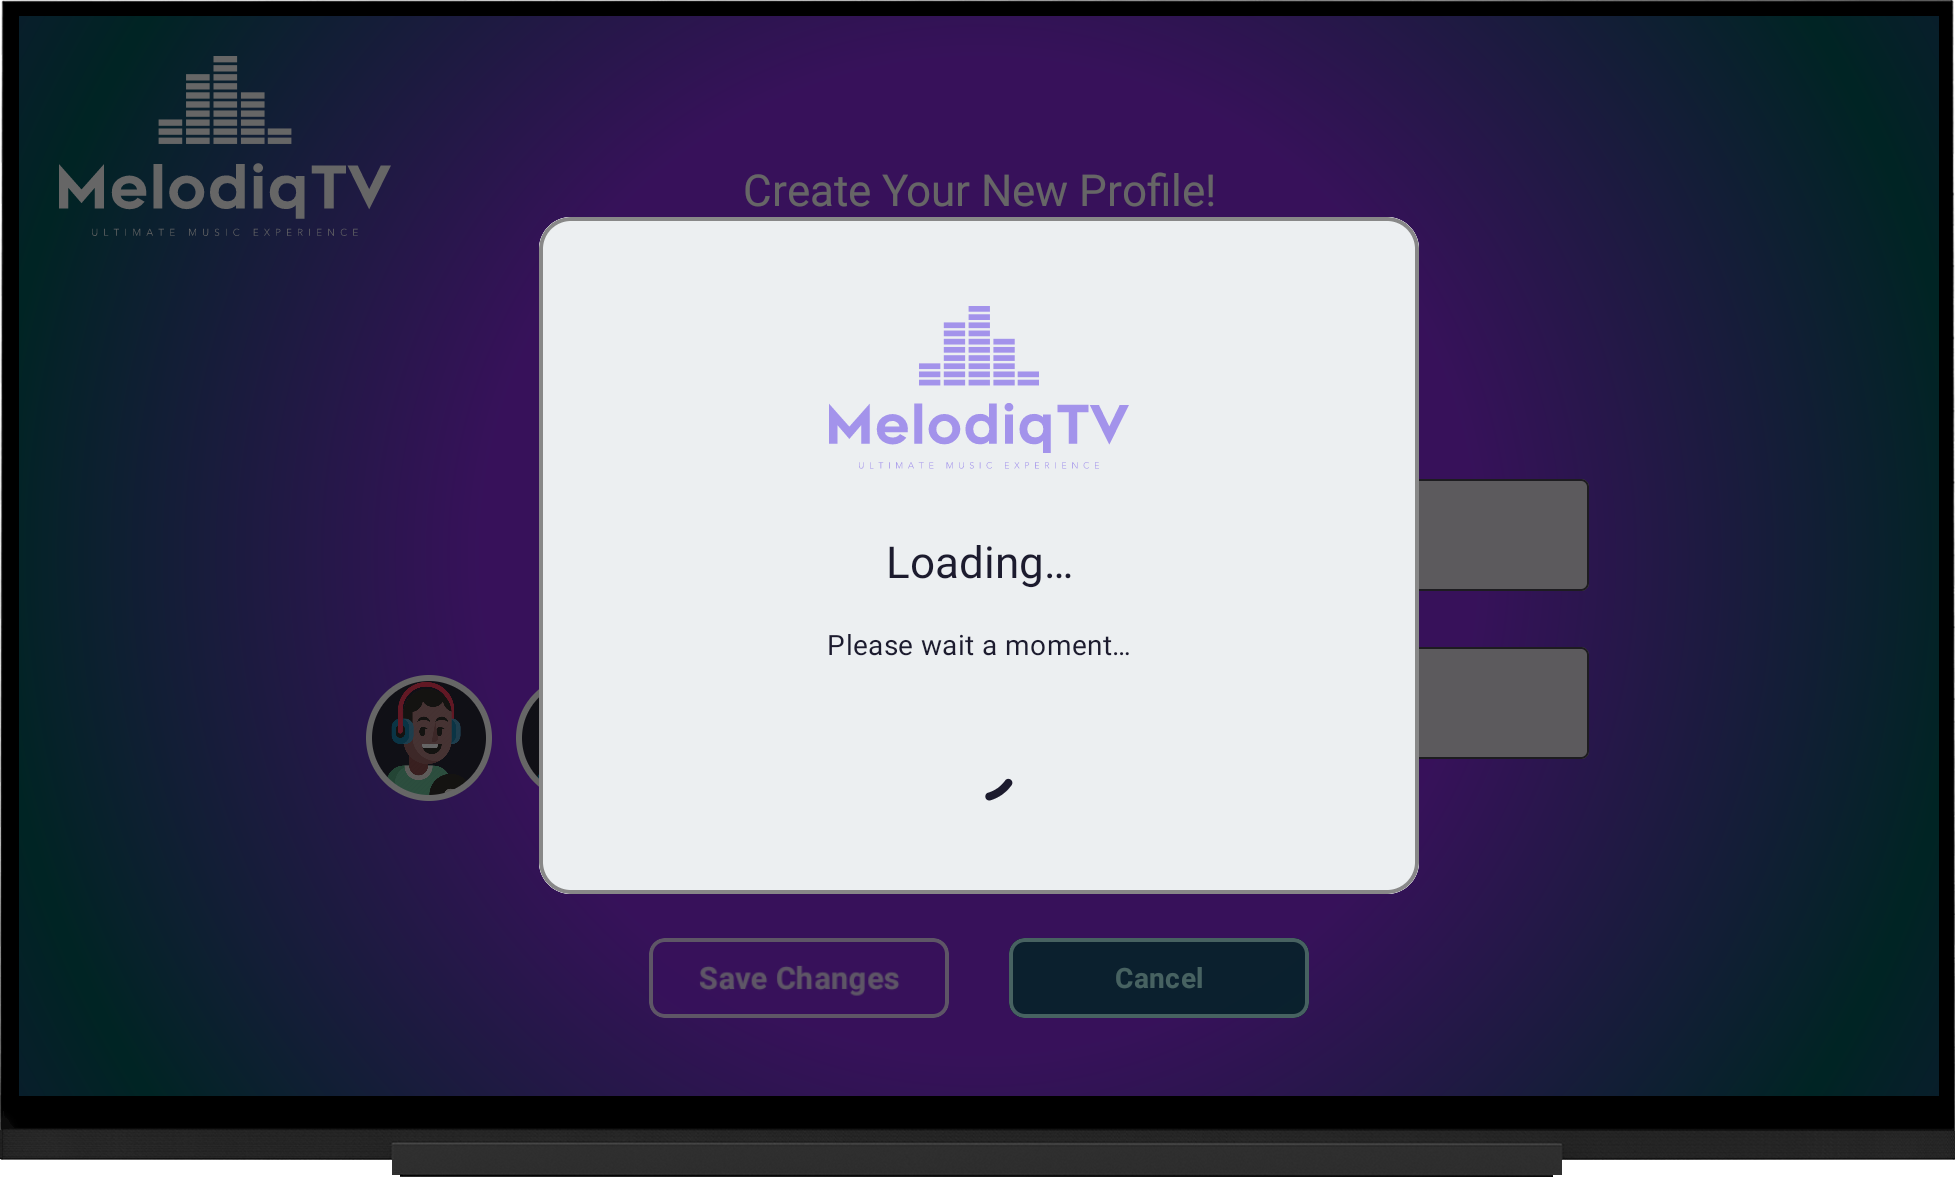 MelodiqTV
ULTIMATE MUSIC EXPERIENCE
Create Your New Profile!
MelodiqTV
ULTIMATE MUSIC EXPERIENCE
Loading...
Please wait a moment...
Save Changes
Cancel